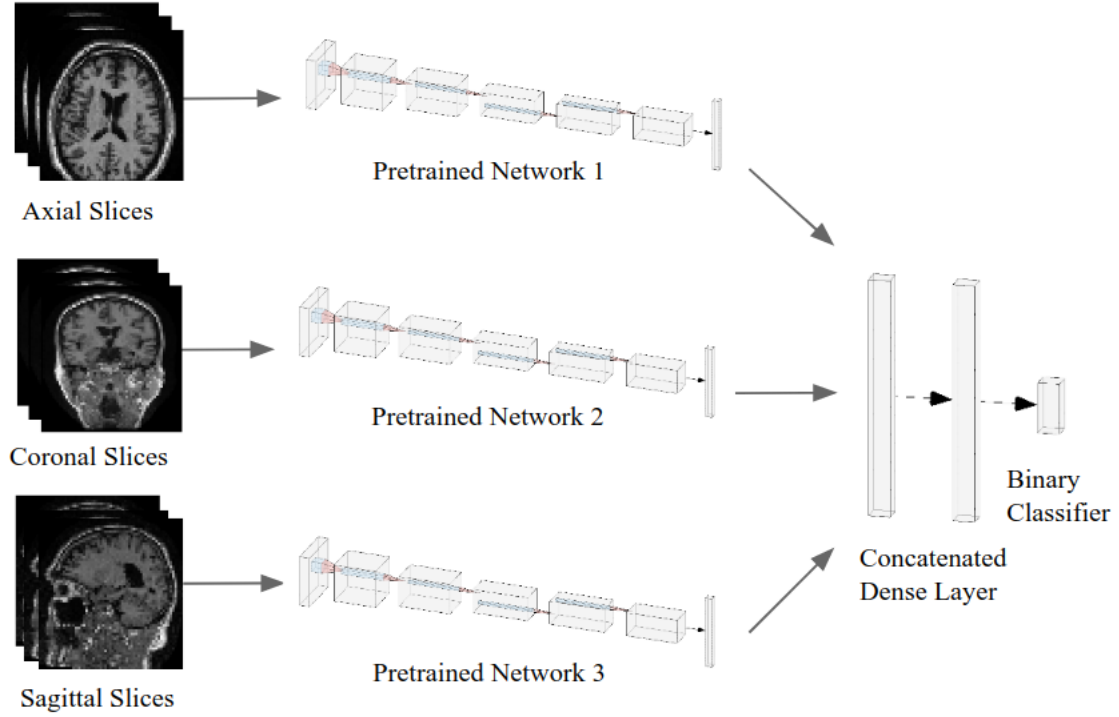 Axial Slices
Pretrained Network 1
Coronal Slices
Pretrained Network 2
Sagittal Slices
Pretrained Network 3
Concatenated
Dense Layer
Binary
Classifier